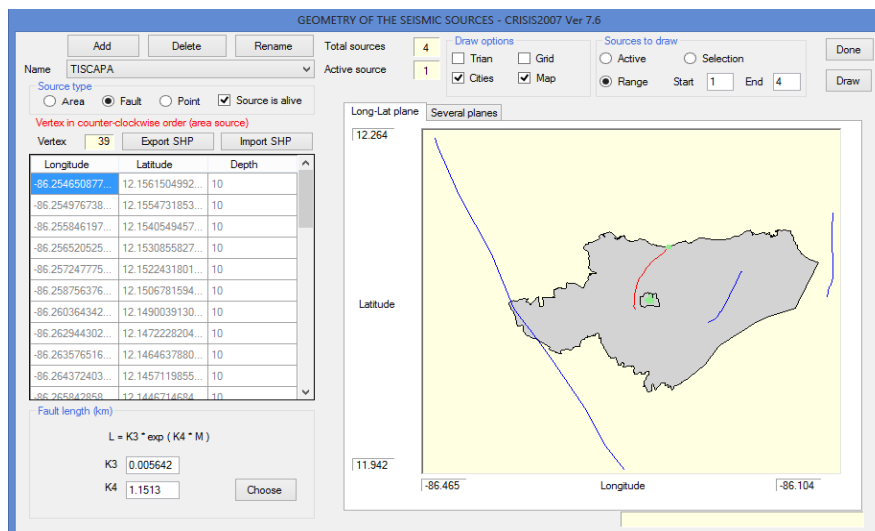 GEOMETRY OF THE SEISMIC SOURCES - CRISIS2007 Ver 7.6
Add Delete Rename
Name TISCAPA
Source type
Area Fault Point Source is alive
Vertex in counter-clockwise order (area source)
Vertex 39 Export SHP Import SHP
Longitude Latitude Depth
-86.254650877... 12.1561504992... 10
-86.254976738... 12.1554731853... 10
-86.255846197... 12.1540549457... 10
-86.256520525... 12.1530855827... 10
-86.257247775... 12.1522431801... 10
-86.258756376... 12.1506781594... 10
-86.260364342... 12.1490039130... 10
-86.262944302... 12.1472228204... 10
-86.263576516... 12.1464637880... 10
-86.264372403... 12.1457119855... 10
-86.265842858... 12.1446714684... 10
Fault length (km)
L = K3 * exp ( K4 * M )
K3 0.005642
K4 1.1513
Choose
Total sources 4
Active source 1
Draw options
Trian Grid
Cities Map
Sources to draw
Active Selection
Range Start 1 End 4
Done
Draw
Long-Lat plane Several planes
12.264
Latitude
11.942
-86.465 Longitude -86.104